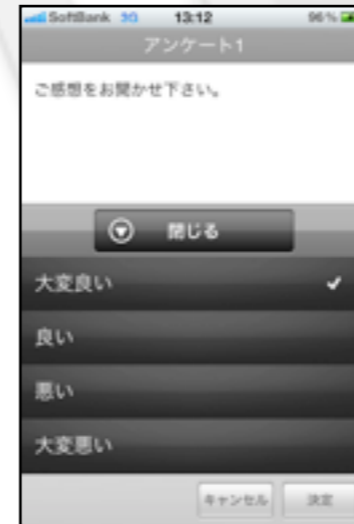 SoftBank 3G 13:12 96%
アンケート1
ご感想をお聞かせ下さい。
閉じる
大変良い
良い
悪い
大変悪い
キャンセル 決定